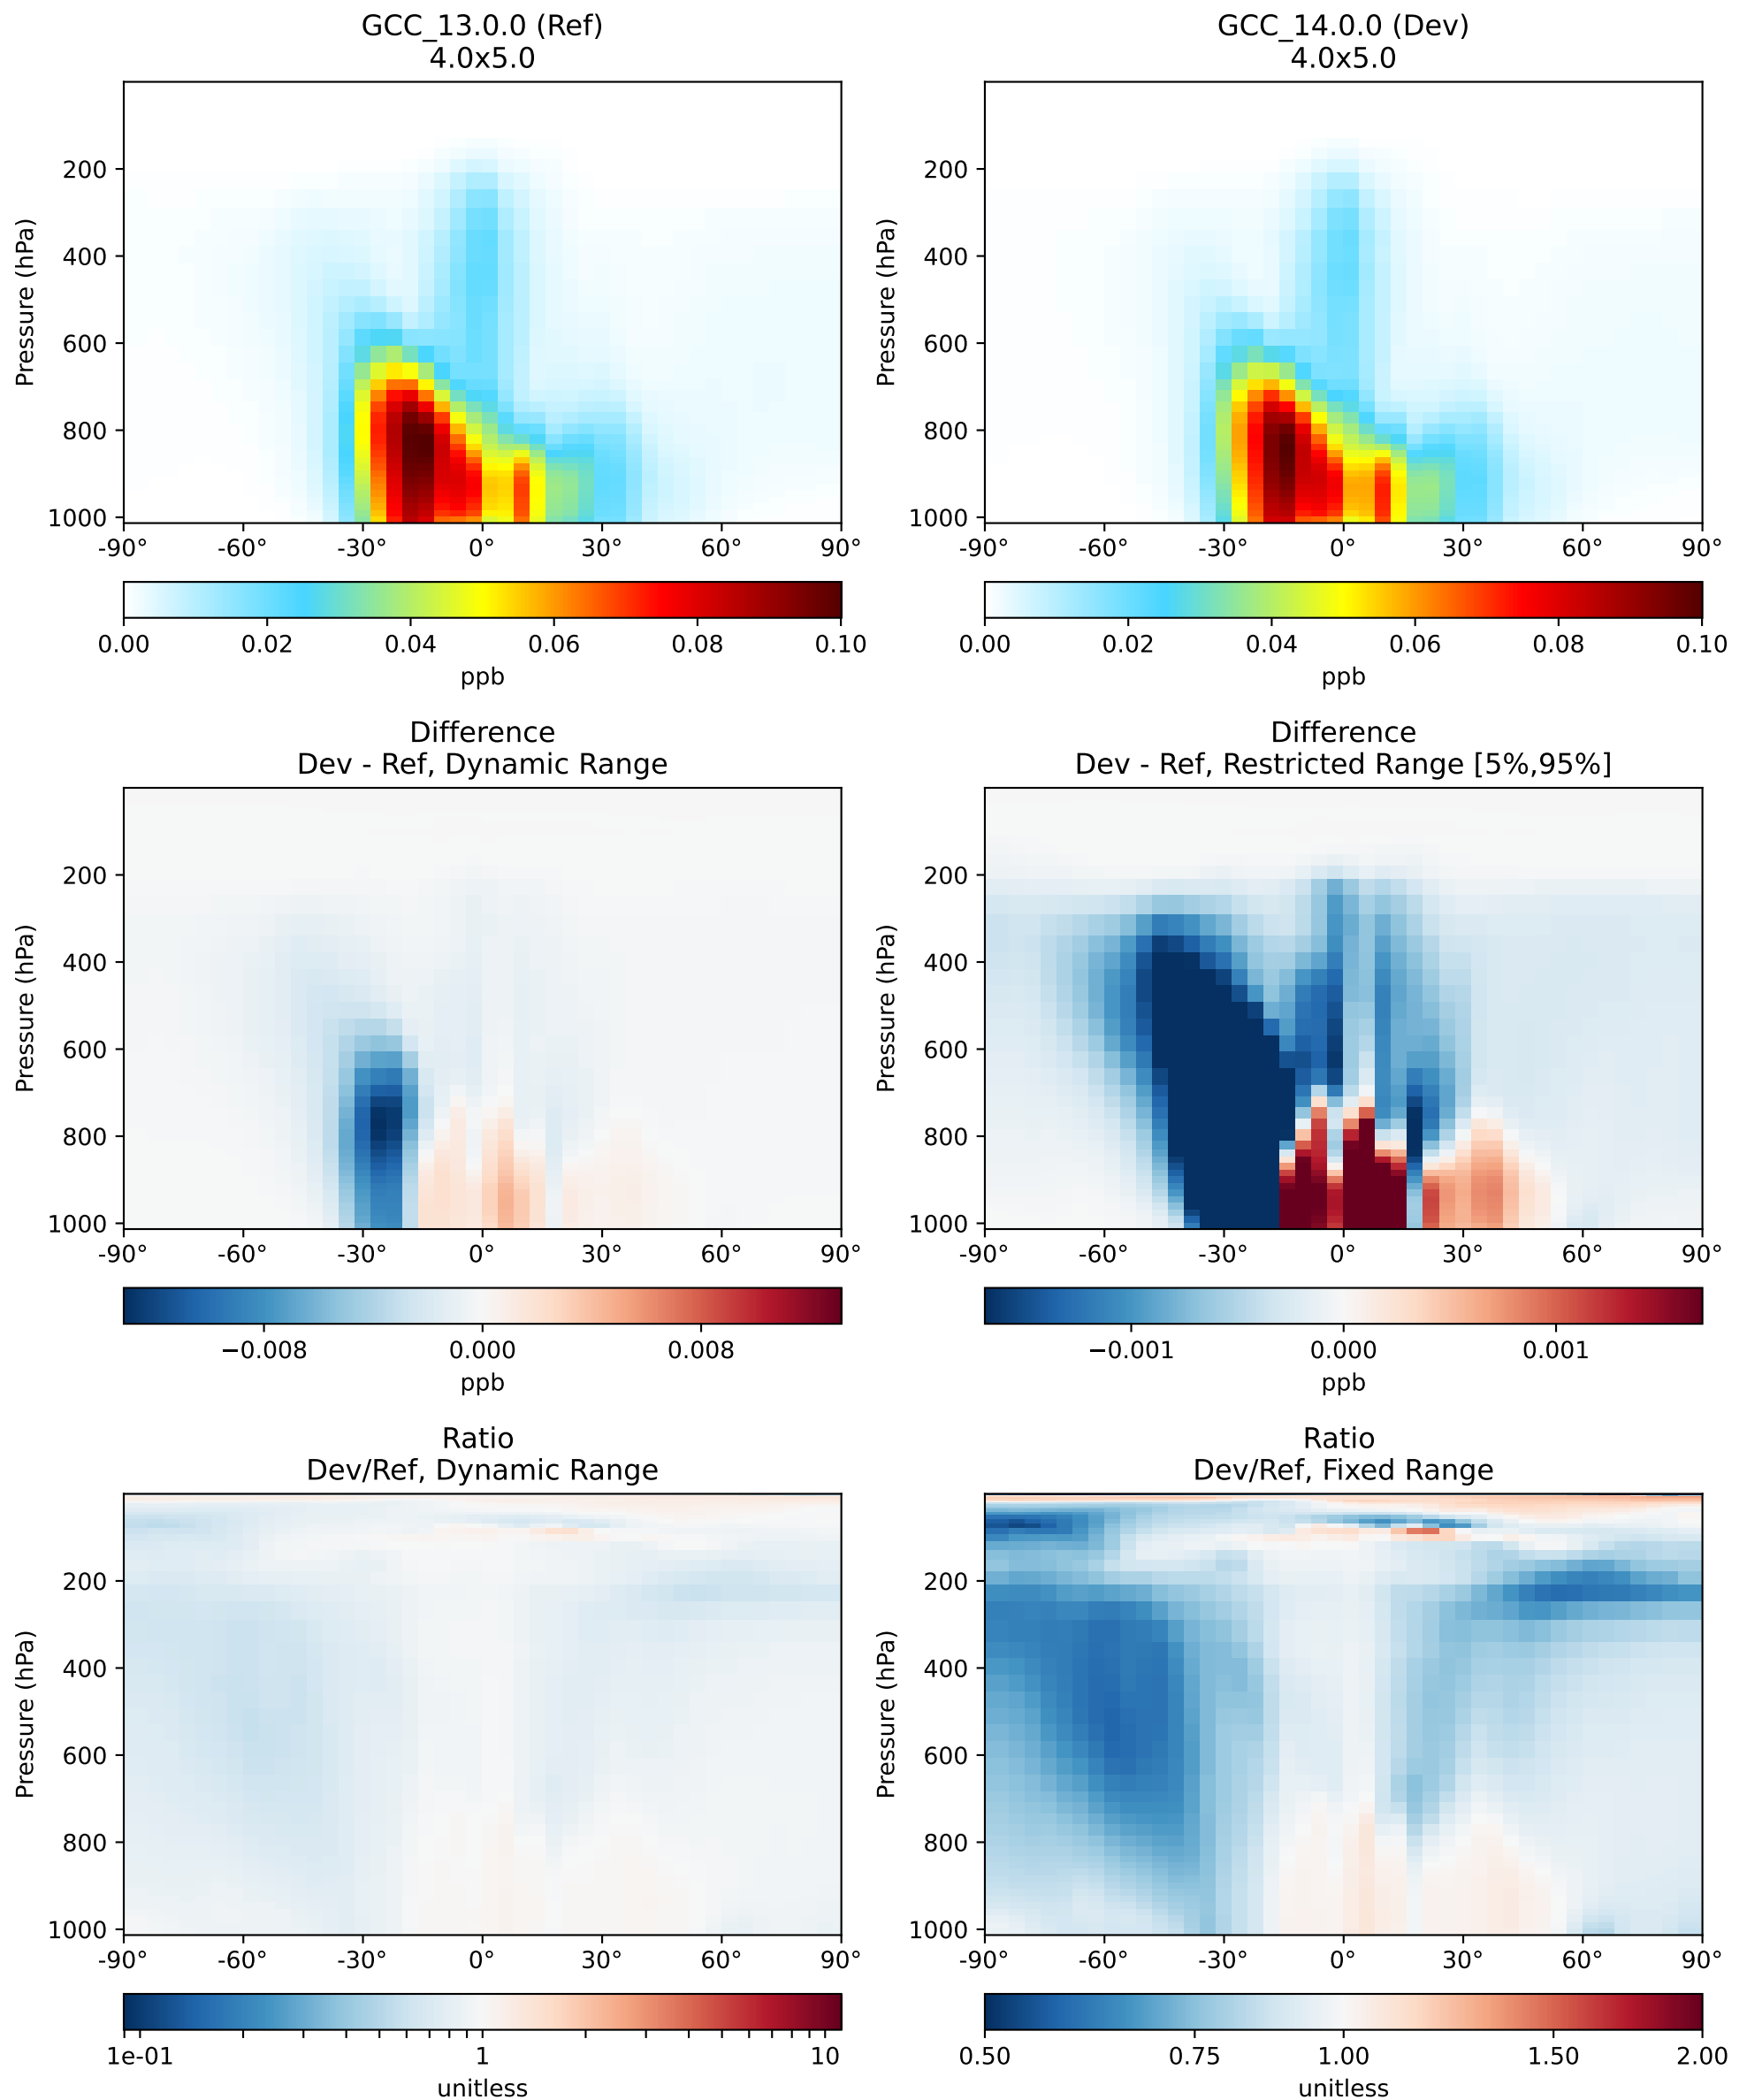 GCC_13.0.0 (Ref)
4.0x5.0
Pressure (hPa)
200
400
600
800
1000
-90° -60° -30° 0° 30° 60° 90°
0.00 0.02 0.04 0.06 0.08 0.10
ppb
GCC_14.0.0 (Dev)
4.0x5.0
Pressure (hPa)
200
400
600
800
1000
-90° -60° -30° 0° 30° 60° 90°
0.00 0.02 0.04 0.06 0.08 0.10
ppb
Difference
Dev - Ref, Dynamic Range
Pressure (hPa)
200
400
600
800
1000
-90° -60° -30° 0° 30° 60° 90°
−0.008 0.000 0.008
ppb
Difference
Dev - Ref, Restricted Range [5%,95%]
Pressure (hPa)
200
400
600
800
1000
-90° -60° -30° 0° 30° 60° 90°
−0.001 0.000 0.001
ppb
Ratio
Dev/Ref, Dynamic Range
Pressure (hPa)
200
400
600
800
1000
-90° -60° -30° 0° 30° 60° 90°
1e-01 1 10
unitless
Ratio
Dev/Ref, Fixed Range
Pressure (hPa)
200
400
600
800
1000
-90° -60° -30° 0° 30° 60° 90°
0.50 0.75 1.00 1.50 2.00
unitless